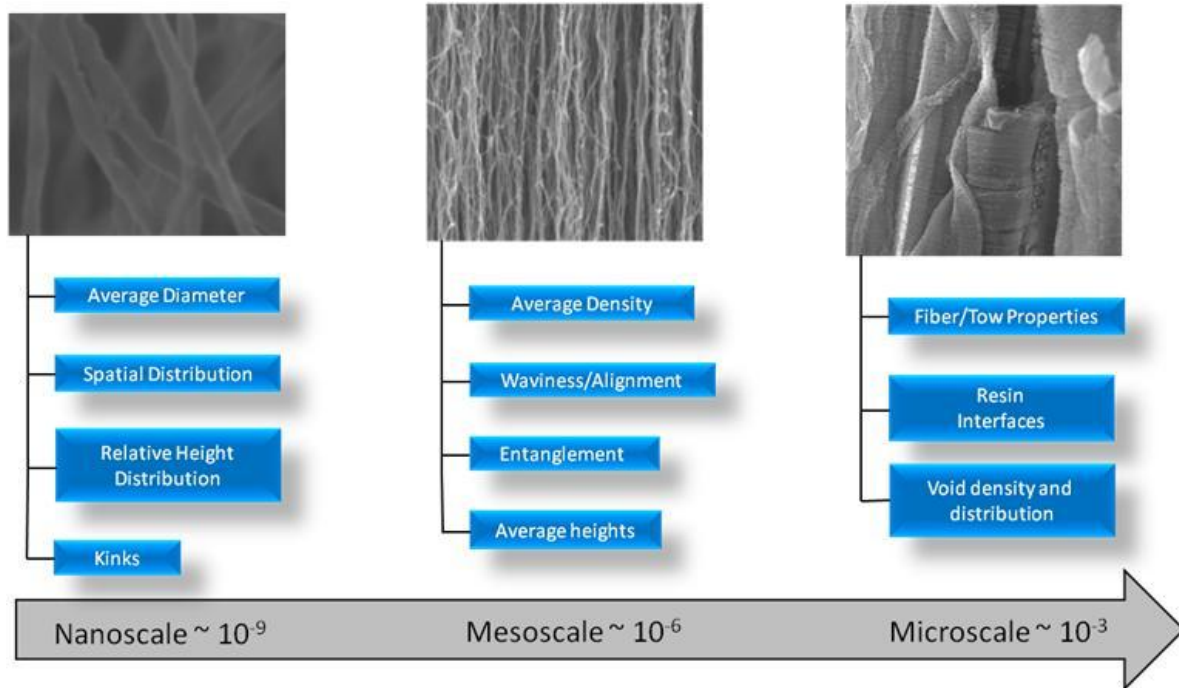 Average Diameter
Spatial Distribution
Relative Height
Distribution
Kinks
Average Density
Waviness/Alignment
Entanglement
Average heights
Fiber/Tow Properties
Resin
Interfaces
Void density and
distribution
Nanoscale ~ 10⁻⁹
Mesoscale ~ 10⁻⁶
Microscale ~ 10⁻³